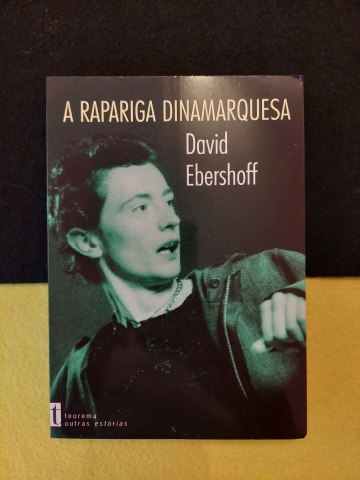 A RAPARIGA DINAMARQUESA
David
Ebershoff
t teorema
outras estórias